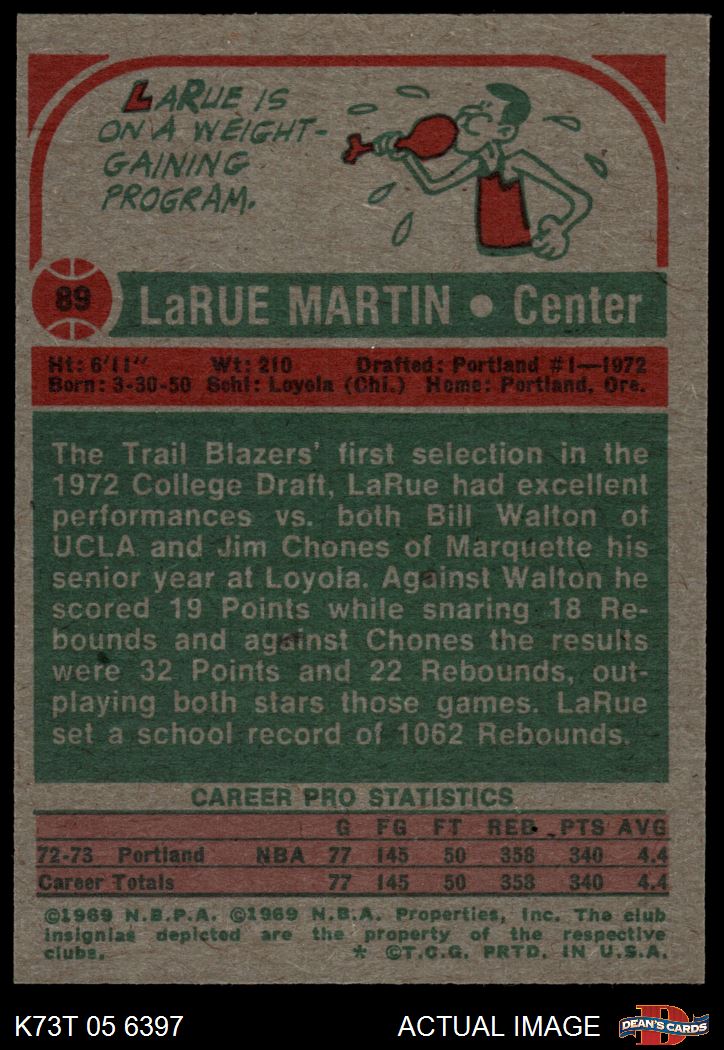 LARUE IS
ON A WEIGHT-
GAINING
PROGRAM.
89
LaRUE MARTIN • Center
Ht: 6'11" Wt: 210 Drafted: Portland #1—1972
Born: 3-30-50 Schl: Loyola (Chi.) Home: Portland, Ore.
The Trail Blazers' first selection in the
1972 College Draft, LaRue had excellent
performances vs. both Bill Walton of
UCLA and Jim Chones of Marquette his
senior year at Loyola. Against Walton he
scored 19 Points while snaring 18 Re-
bounds and against Chones the results
were 32 Points and 22 Rebounds, out-
playing both stars those games. LaRue
set a school record of 1062 Rebounds.
CAREER PRO STATISTICS
G FG FT REB. PTS AVG
72-73 Portland NBA 77 145 50 358 340 4.4
Career Totals 77 145 50 358 340 4.4
©1969 N.B.P.A. ©1969 N.B.A. Properties, Inc. The club
insignias depicted are the property of the respective
clubs. * ©T.C.G. PRTD. IN U.S.A.
K73T 05 6397 ACTUAL IMAGE D DEAN'S CARDS